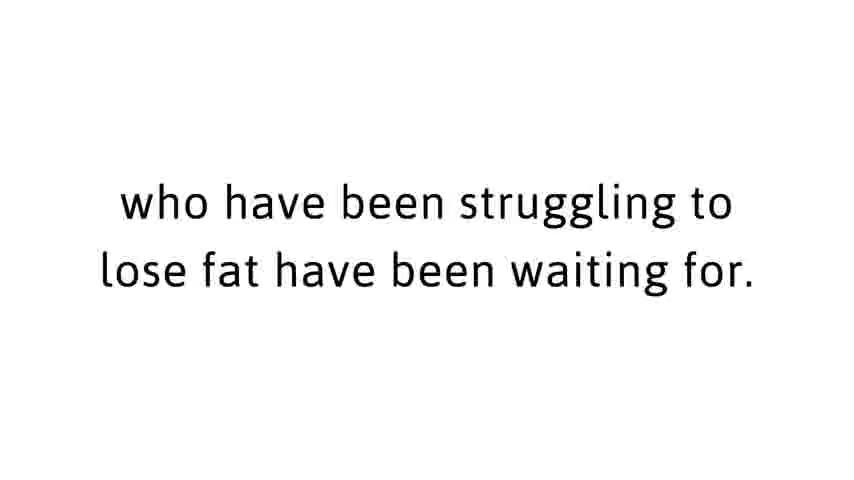 who have been struggling to
lose fat have been waiting for.